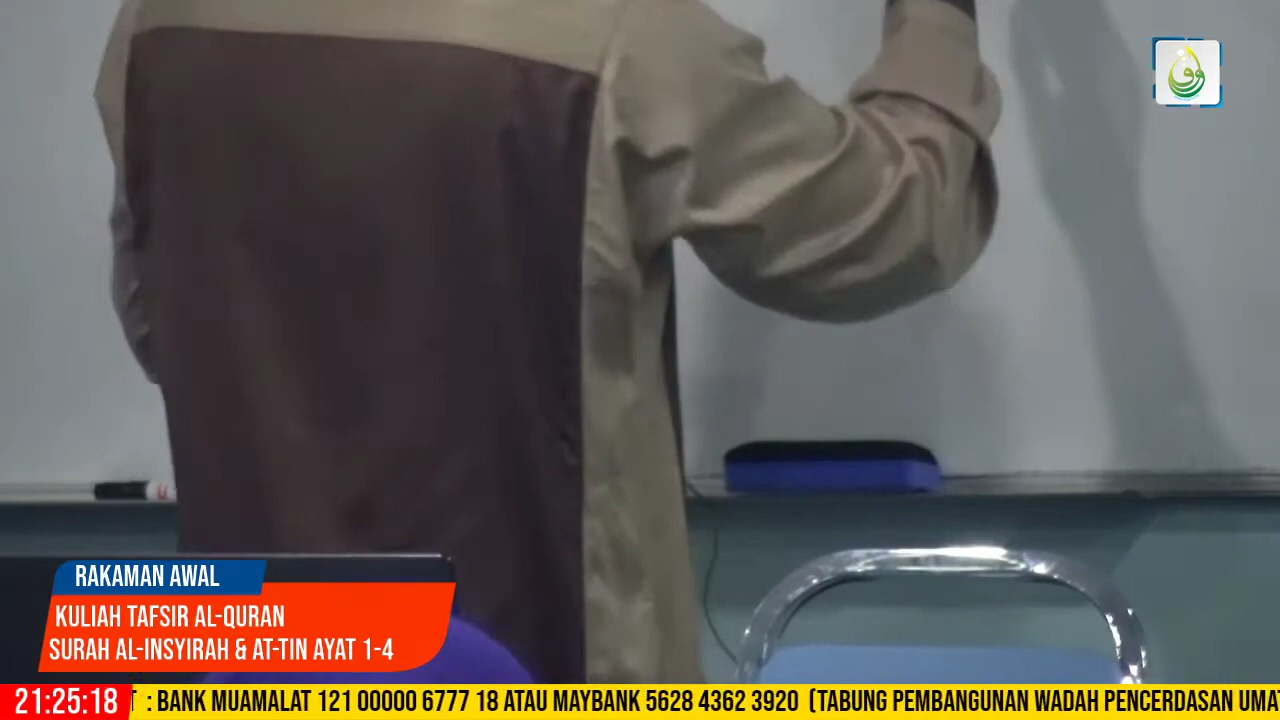 RAKAMAN AWAL
KULIAH TAFSIR AL-QURAN
SURAH AL-INSYIRAH & AT-TIN AYAT 1-4
21:25:18 : BANK MUAMALAT 121 00000 6777 18 ATAU MAYBANK 5628 4362 3920 (TABUNG PEMBANGUNAN WADAH PENCERDASAN UMA